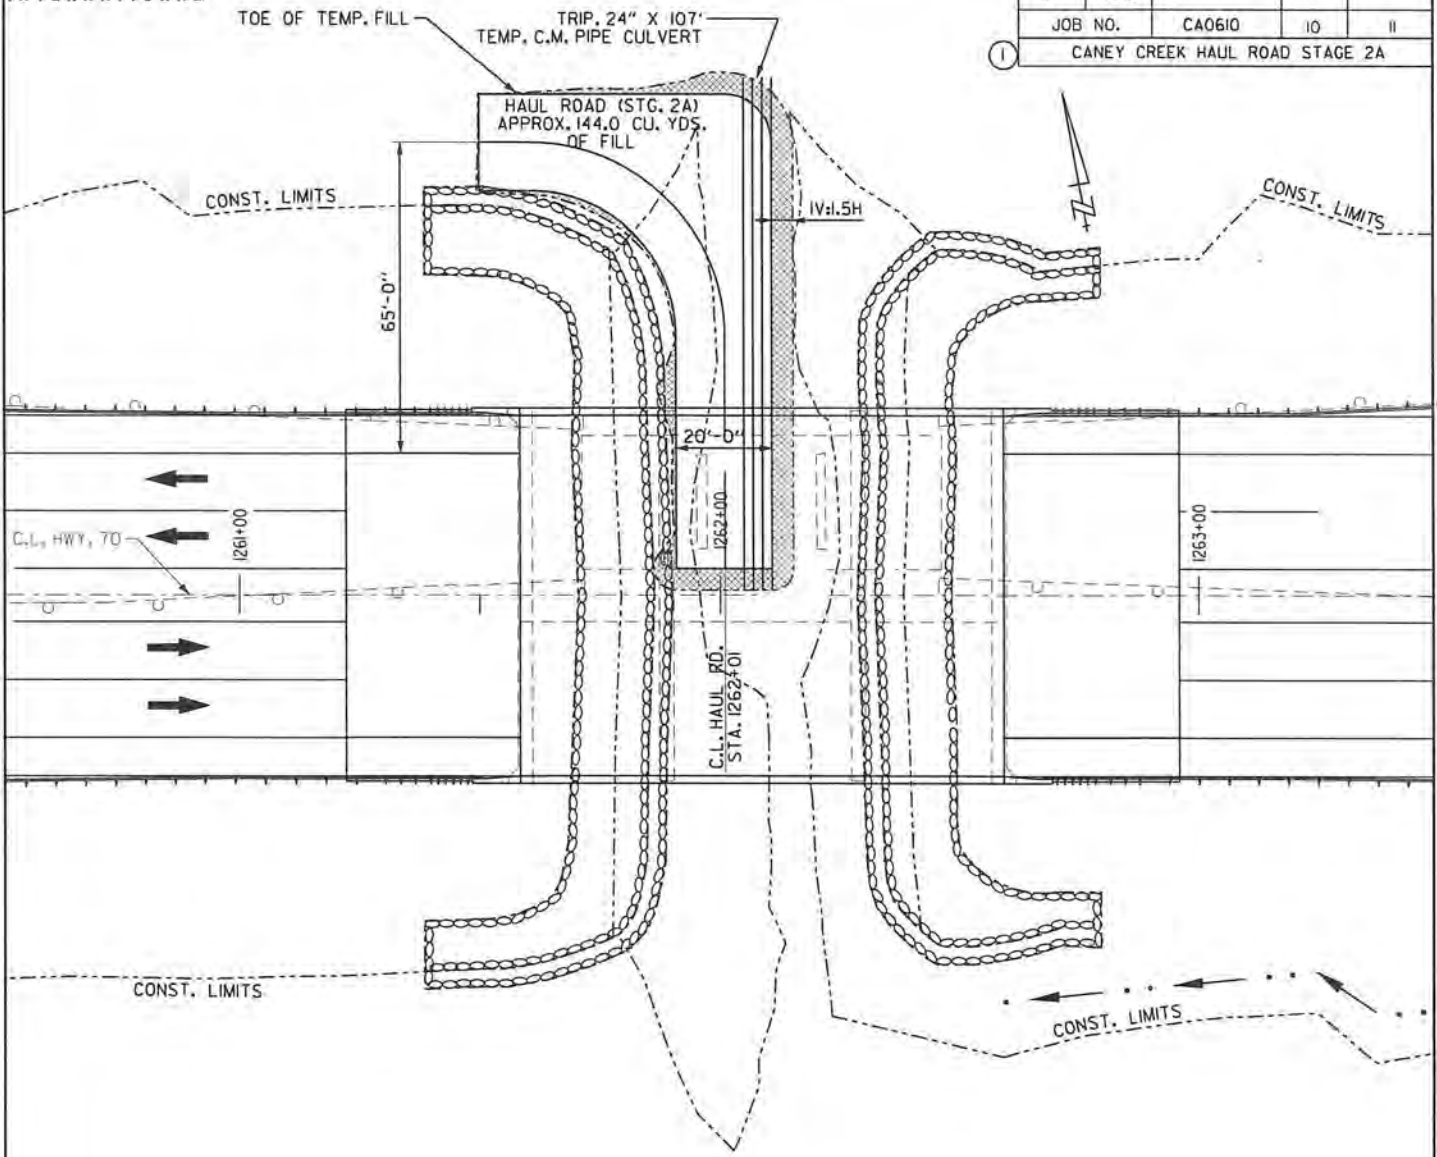 TOE OF TEMP. FILL
TRIP. 24" X 107'
TEMP. C.M. PIPE CULVERT
JOB NO. CA0610 10 11
1 CANEY CREEK HAUL ROAD STAGE 2A
HAUL ROAD (STG. 2A)
APPROX. 144.0 CU. YDS.
OF FILL
CONST. LIMITS
1V:1.5H
CONST. LIMITS
65'-0"
20'-0"
C.L. HWY. 70
1261+00
1262+00
1263+00
C.L. HAUL RD.
STA. 1262+01
CONST. LIMITS
CONST. LIMITS